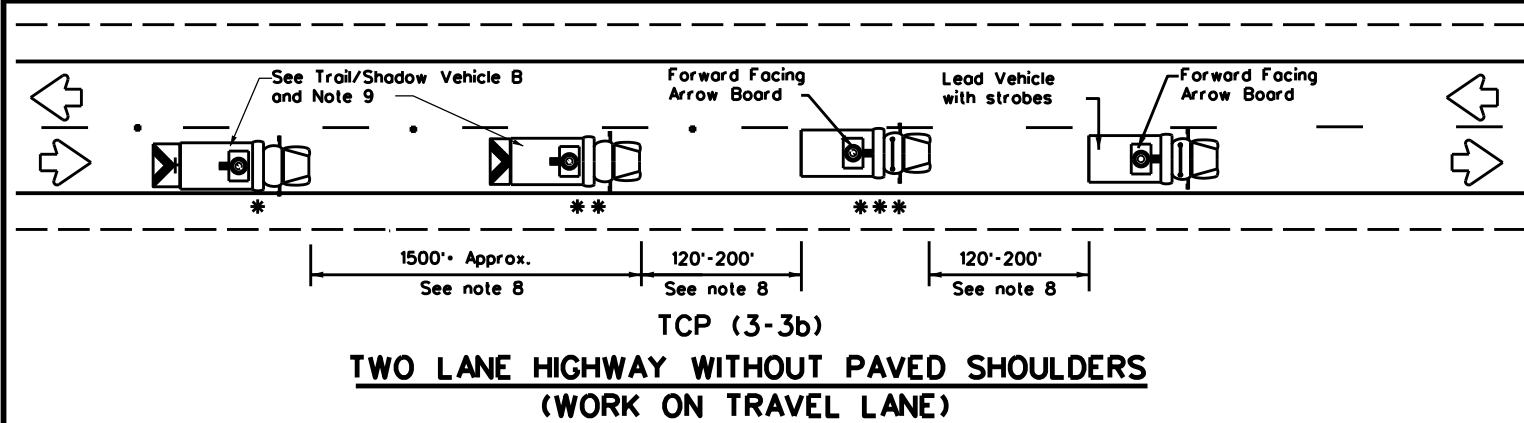 See Trail/Shadow Vehicle B
and Note 9
Forward Facing
Arrow Board
Lead Vehicle
with strobes
Forward Facing
Arrow Board
*
**
***
1500'+ Approx.
See note 8
120'-200'
See note 8
120'-200'
See note 8
TCP (3-3b)
TWO LANE HIGHWAY WITHOUT PAVED SHOULDERS
(WORK ON TRAVEL LANE)